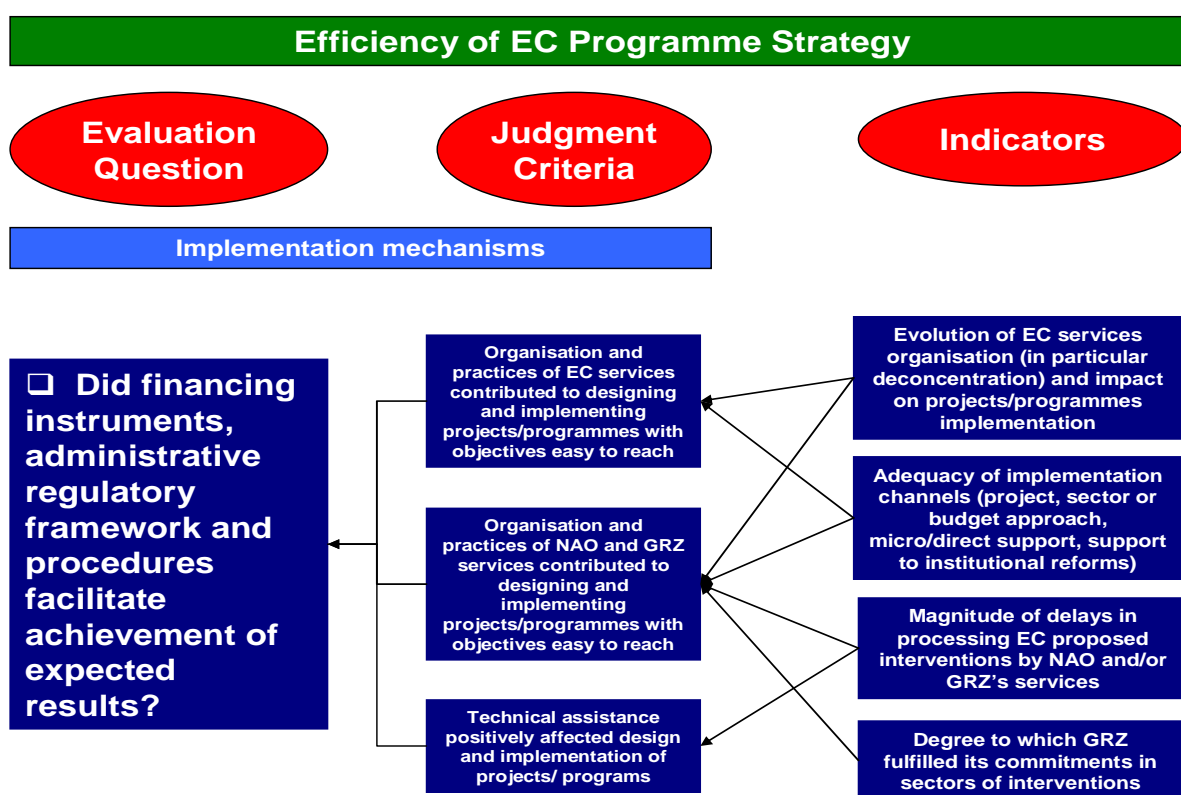 Efficiency of EC Programme Strategy
Evaluation
Question
Judgment
Criteria
Indicators
Implementation mechanisms
❑ Did financing
instruments,
administrative
regulatory
framework and
procedures
facilitate
achievement of
expected
results?
Organisation and
practices of EC services
contributed to designing
and implementing
projects/programmes with
objectives easy to reach
Organisation and
practices of NAO and GRZ
services contributed to
designing and
implementing
projects/programmes with
objectives easy to reach
Technical assistance
positively affected design
and implementation of
projects/ programs
Evolution of EC services
organisation (in particular
deconcentration) and impact
on projects/programmes
implementation
Adequacy of implementation
channels (project, sector or
budget approach,
micro/direct support, support
to institutional reforms)
Magnitude of delays in
processing EC proposed
interventions by NAO and/or
GRZ's services
Degree to which GRZ
fulfilled its commitments in
sectors of interventions